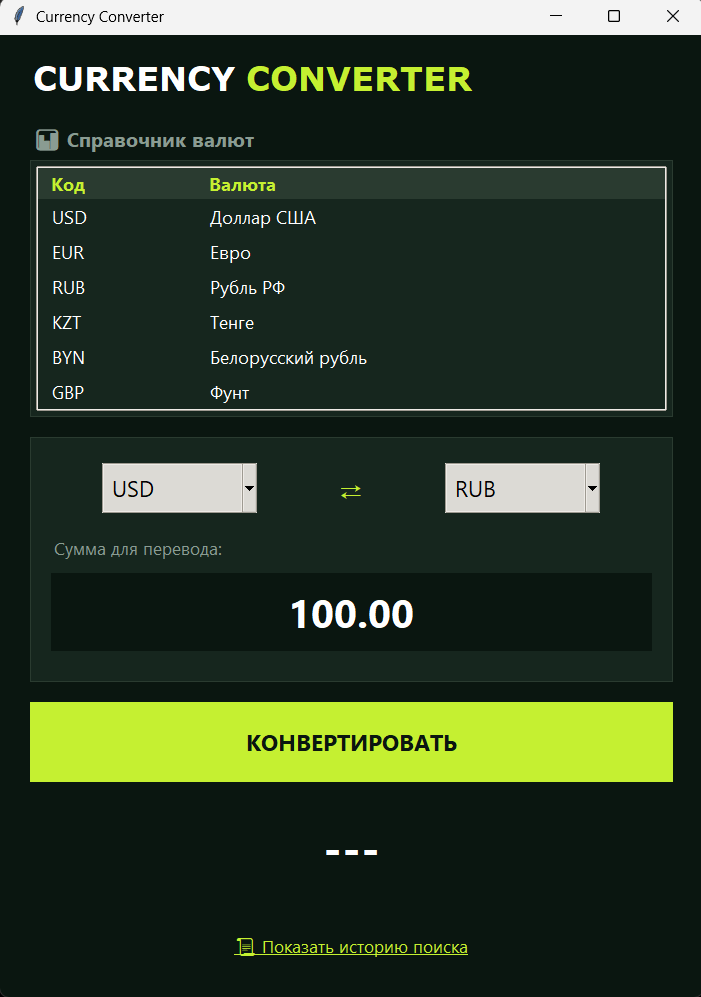 Currency Converter
CURRENCY CONVERTER
Справочник валют
Код Валюта
USD Доллар США
EUR Евро
RUB Рубль РФ
KZT Тенге
BYN Белорусский рубль
GBP Фунт
USD ⇄ RUB
Сумма для перевода:
100.00
КОНВЕРТИРОВАТЬ
---
Показать историю поиска